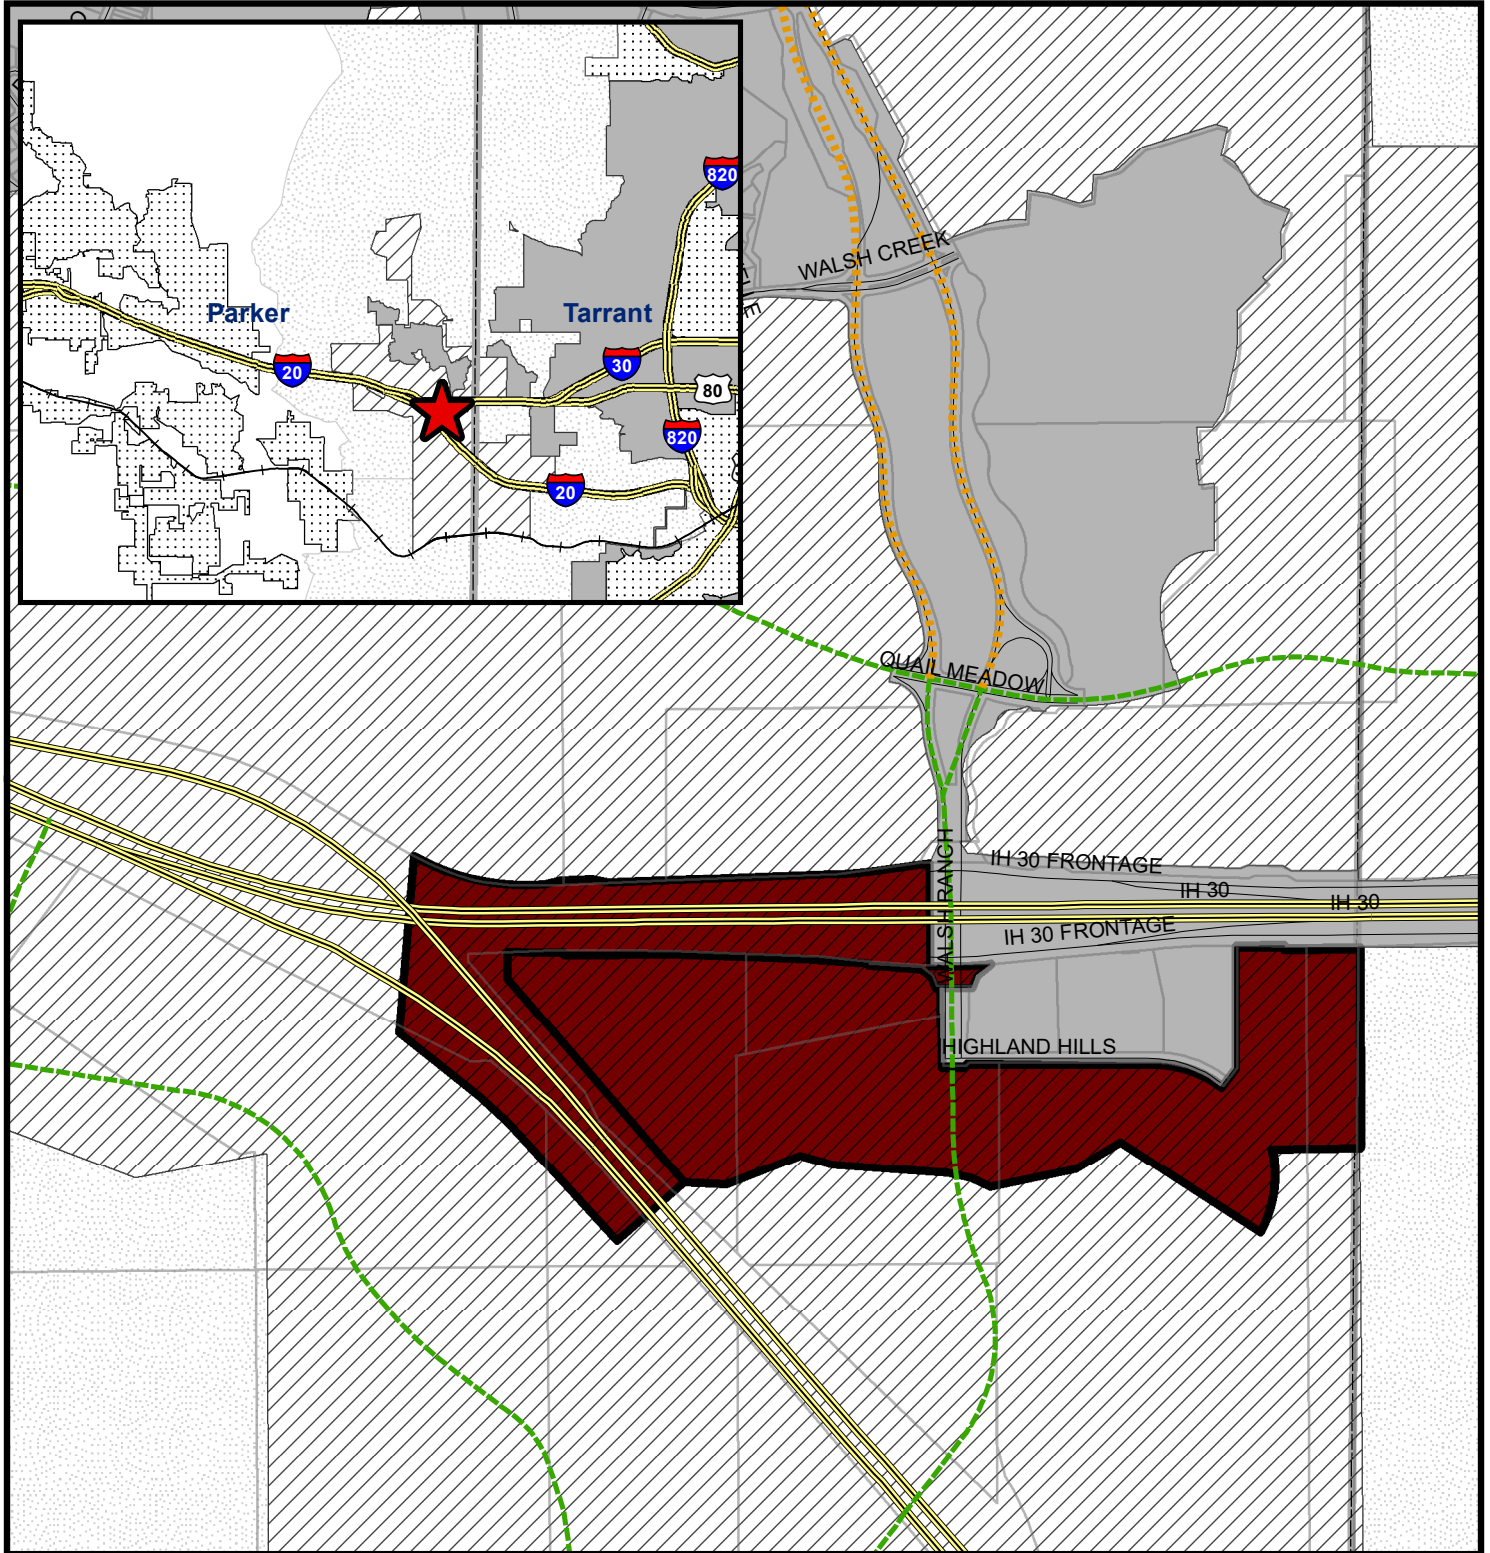 820
Parker
Tarrant
20
30
80
820
20
WALSH CREEK
QUAIL MEADOW
WALSH RANCH
IH 30 FRONTAGE
IH 30
IH 30
IH 30 FRONTAGE
HIGHLAND HILLS